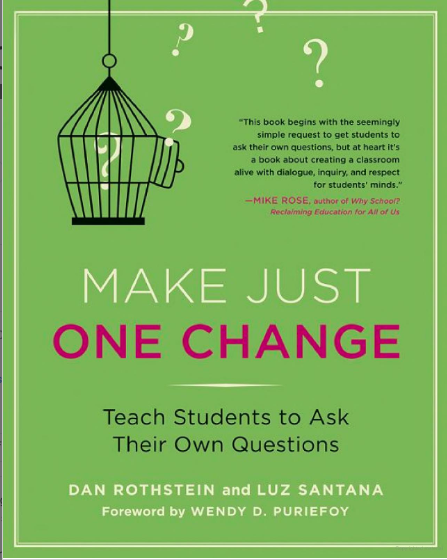 "This book begins with the seemingly
simple request to get students to
ask their own questions, but at heart it's
a book about creating a classroom
alive with dialogue, inquiry, and respect
for students' minds."
—MIKE ROSE, author of Why School?
Reclaiming Education for All of Us
MAKE JUST
ONE CHANGE
Teach Students to Ask
Their Own Questions
DAN ROTHSTEIN and LUZ SANTANA
Foreword by WENDY D. PURIEFOY